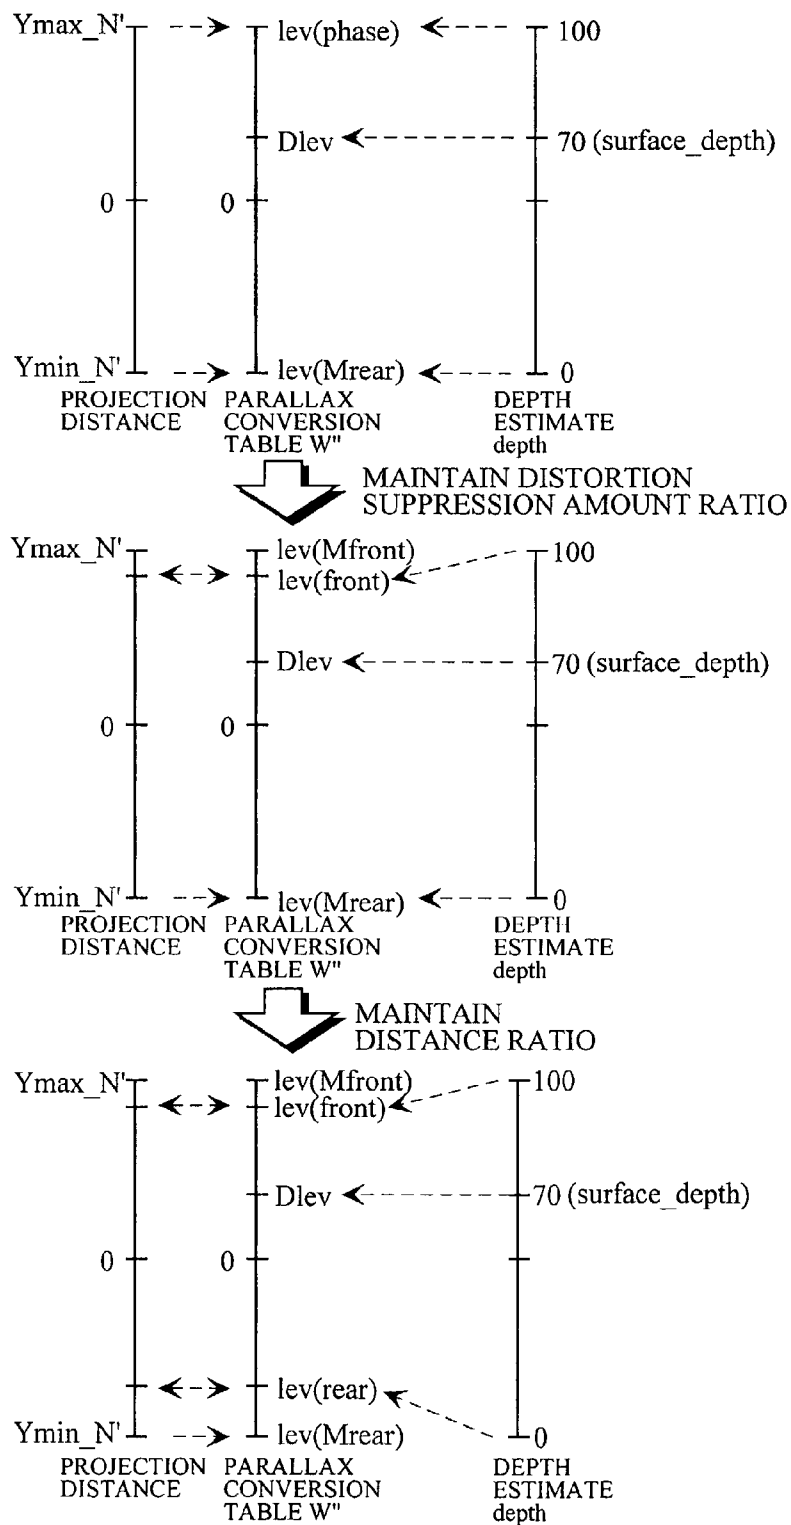 Ymax_N' lev(phase) 100
Dlev 70 (surface_depth)
0 0
Ymin_N' lev(Mrear) 0
PROJECTION PARALLAX DEPTH
DISTANCE CONVERSION ESTIMATE
TABLE W" depth
MAINTAIN DISTORTION
SUPPRESSION AMOUNT RATIO
Ymax_N' lev(Mfront) 100
lev(front)
Dlev 70 (surface_depth)
0 0
Ymin_N' lev(Mrear) 0
PROJECTION PARALLAX DEPTH
DISTANCE CONVERSION ESTIMATE
TABLE W" depth
MAINTAIN
DISTANCE RATIO
Ymax_N' lev(Mfront) 100
lev(front)
Dlev 70 (surface_depth)
0 0
lev(rear)
Ymin_N' lev(Mrear) 0
PROJECTION PARALLAX DEPTH
DISTANCE CONVERSION ESTIMATE
TABLE W" depth